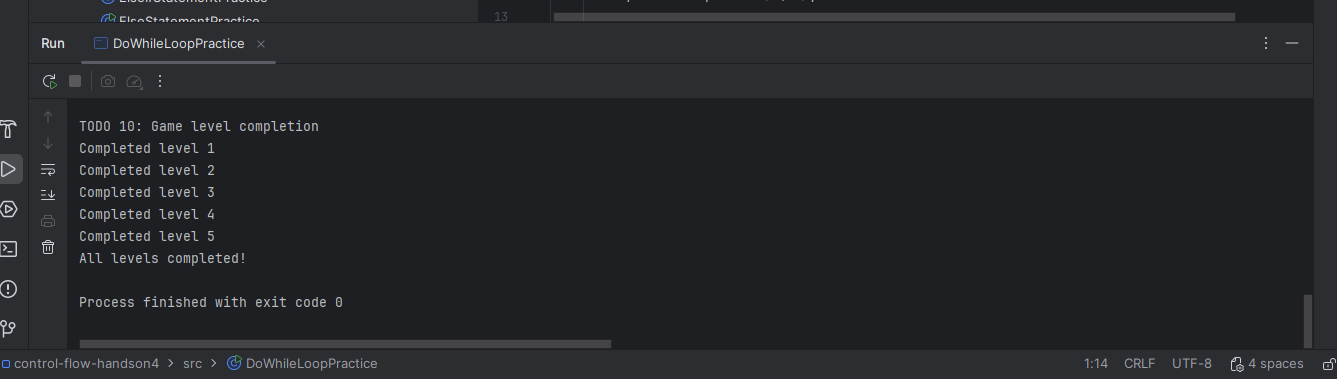 ElseStatementPractice
13
Run
DoWhileLoopPractice
TODO 10: Game level completion
Completed level 1
Completed level 2
Completed level 3
Completed level 4
Completed level 5
All levels completed!
Process finished with exit code 0
control-flow-handson4 > src > DoWhileLoopPractice
1:14 CRLF UTF-8 4 spaces